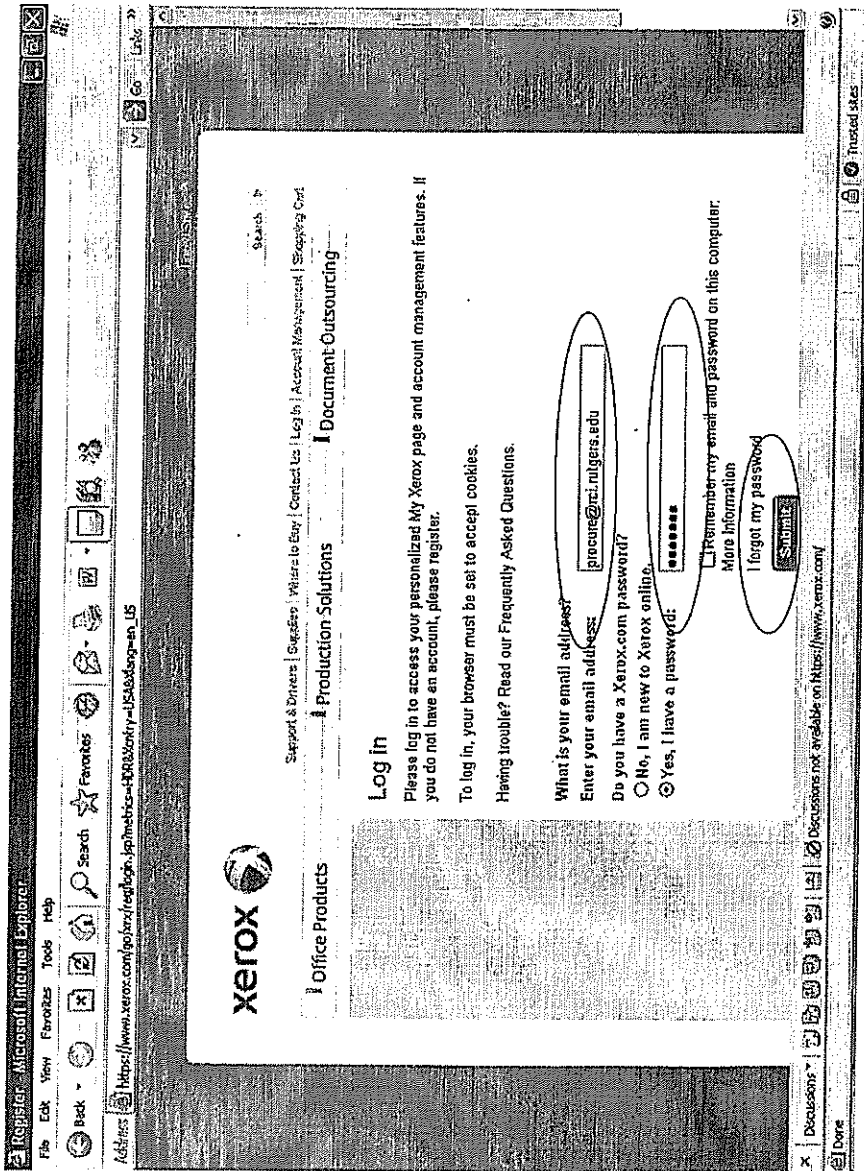 Register - Microsoft Internet Explorer
File Edit View Favorites Tools Help
Back Search Favorites
Address https://www.xerox.com/go/xrx/reg/login.jsp?metrics=HDR&Xcntry=USA&Xlang=en_US Go Links »
xerox
Search
Support & Drivers | Supplies | Where to Buy | Contact Us | Log In | Account Management | Shopping Cart
Office Products
Production Solutions
Document Outsourcing
Log In
Please log in to access your personalized My Xerox page and account management features. If
you do not have an account, please register.
To log in, your browser must be set to accept cookies.
Having trouble? Read our Frequently Asked Questions.
What is your email address?
Enter your email address: procure@rci.rutgers.edu
Do you have a Xerox.com password?
No, I am new to Xerox online.
Yes, I have a password: ••••••••
Remember my email and password on this computer.
More Information
I forgot my password
Submit
x Discussions Discussions not available on https://www.xerox.com/
Done Trusted sites